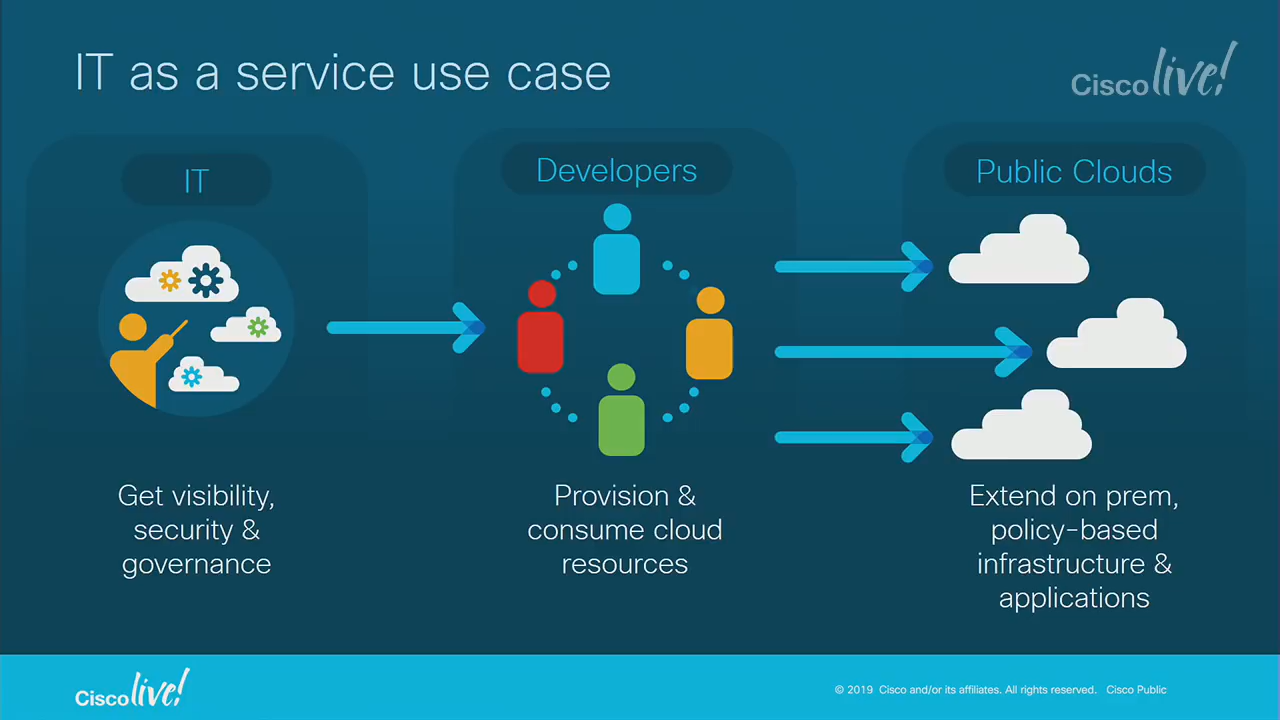 IT as a service use case
Cisco live!
IT
Developers
Public Clouds
Get visibility,
security &
governance
Provision &
consume cloud
resources
Extend on prem,
policy-based
infrastructure &
applications
Cisco live!
© 2019 Cisco and/or its affiliates. All rights reserved. Cisco Public